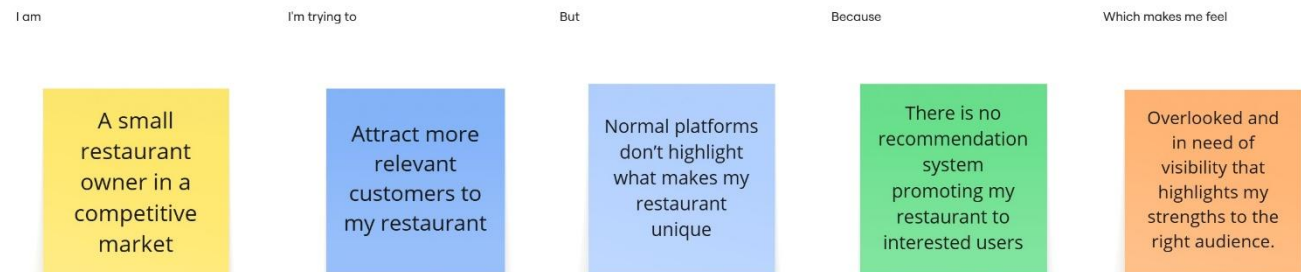 I am
I'm trying to
But
Because
Which makes me feel
A small
restaurant
owner in a
competitive
market
Attract more
relevant
customers to
my restaurant
Normal platforms
don't highlight
what makes my
restaurant
unique
There is no
recommendation
system
promoting my
restaurant to
interested users
Overlooked and
in need of
visibility that
highlights my
strengths to the
right audience.